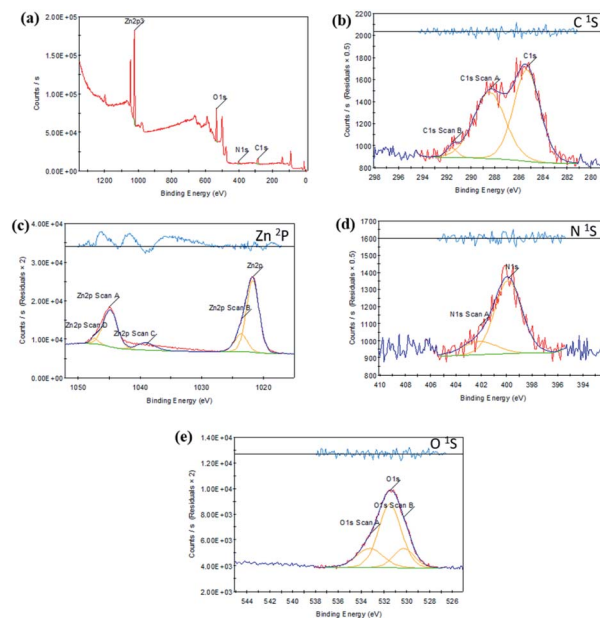 (a)
Counts / s
2.00E+05
1.50E+05
1.00E+05
5.00E+04
0.00E+00
Zn2p3
O1s
N1s
C1s
1200 1000 800 600 400 200 0
Binding Energy (eV)
(b)
C ¹S
Counts / s (Residuals × 0.5)
2200
2000
1800
1600
1400
1200
1000
800
C1s
C1s Scan A
C1s Scan B
298 296 294 292 290 288 286 284 282 280
Binding Energy (eV)
(c)
Zn ²P
Counts / s (Residuals × 2)
4.00E+04
3.00E+04
2.00E+04
1.00E+04
0.00E+00
Zn2p
Zn2p Scan A
Zn2p Scan B
Zn2p Scan D
Zn2p Scan C
1050 1040 1030 1020
Binding Energy (eV)
(d)
N ¹S
Counts / s (Residuals × 0.5)
1700
1600
1500
1400
1300
1200
1100
1000
900
800
N1s
N1s Scan A
410 408 406 404 402 400 398 396 394 392
Binding Energy (eV)
(e)
O ¹S
Counts / s (Residuals × 2)
1.40E+04
1.20E+04
1.00E+04
8.00E+03
6.00E+03
4.00E+03
2.00E+03
O1s
O1s Scan B
O1s Scan A
544 542 540 538 536 534 532 530 528 526
Binding Energy (eV)